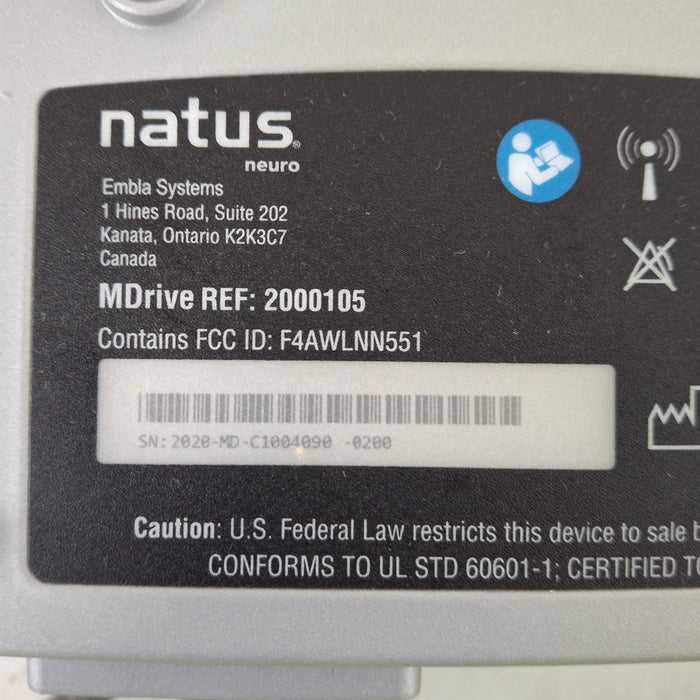 natus®
neuro
Embla Systems
1 Hines Road, Suite 202
Kanata, Ontario K2K3C7
Canada
MDrive REF: 2000105
Contains FCC ID: F4AWLNN551
SN: 2020-MD-C1004090 -0200
Caution: U.S. Federal Law restricts this device to sale b
CONFORMS TO UL STD 60601-1; CERTIFIED TO